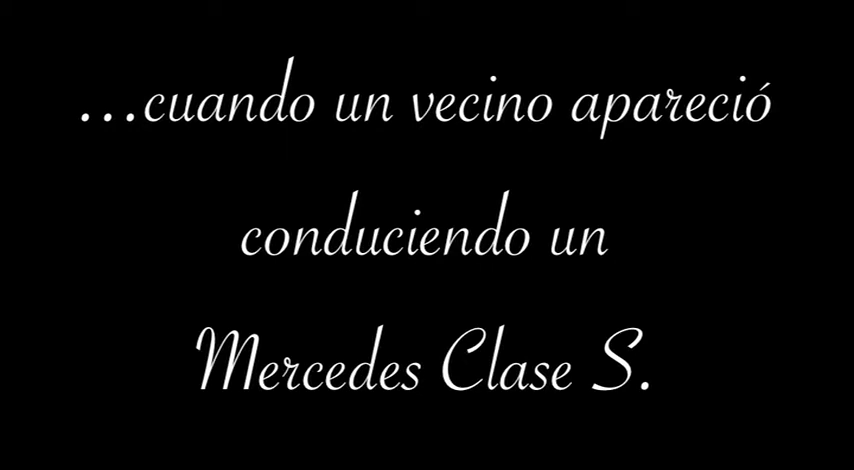 ...cuando un vecino apareció
conduciendo un
Mercedes Clase S.